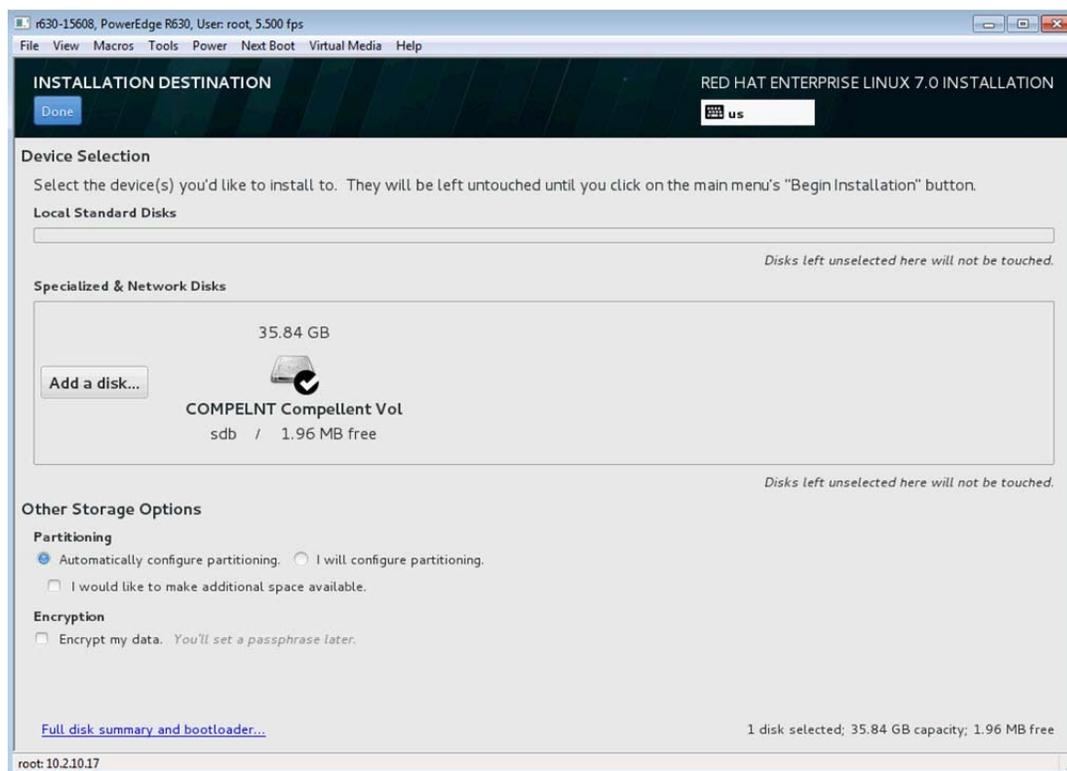 r630-15608, PowerEdge R630, User: root, 5.500 fps
File View Macros Tools Power Next Boot Virtual Media Help
INSTALLATION DESTINATION
RED HAT ENTERPRISE LINUX 7.0 INSTALLATION
Done
us
Device Selection
Select the device(s) you'd like to install to. They will be left untouched until you click on the main menu's "Begin Installation" button.
Local Standard Disks
Disks left unselected here will not be touched.
Specialized & Network Disks
35.84 GB
Add a disk...
COMPELNT Compellent Vol
sdb / 1.96 MB free
Disks left unselected here will not be touched.
Other Storage Options
Partitioning
Automatically configure partitioning. I will configure partitioning.
I would like to make additional space available.
Encryption
Encrypt my data. You'll set a passphrase later.
Full disk summary and bootloader...
1 disk selected; 35.84 GB capacity; 1.96 MB free
root: 10.2.10.17